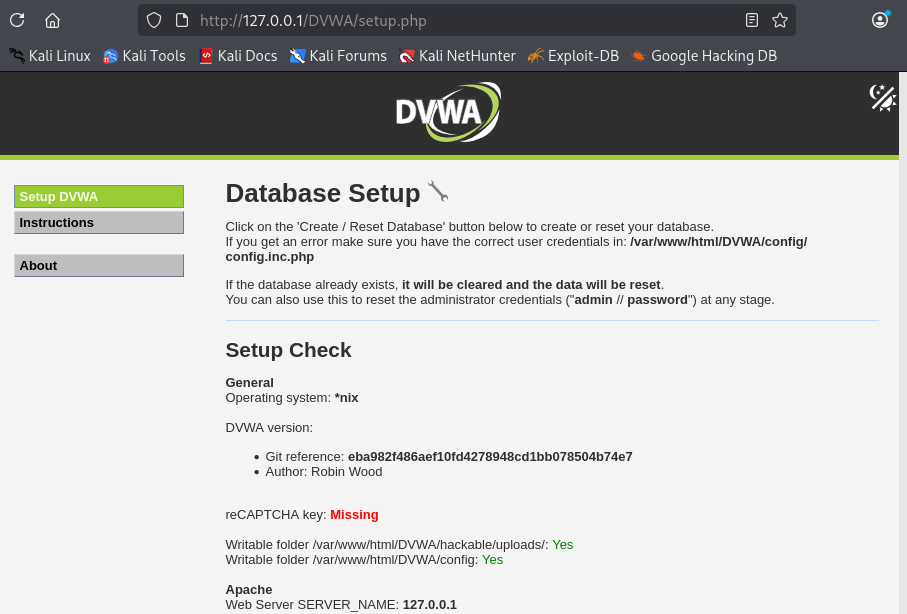 http://127.0.0.1/DVWA/setup.php
Kali Linux Kali Tools Kali Docs Kali Forums Kali NetHunter Exploit-DB Google Hacking DB
DVWA
Setup DVWA
Instructions
About
Database Setup
Click on the 'Create / Reset Database' button below to create or reset your database.
If you get an error make sure you have the correct user credentials in: /var/www/html/DVWA/config/
config.inc.php
If the database already exists, it will be cleared and the data will be reset.
You can also use this to reset the administrator credentials ("admin // password") at any stage.
Setup Check
General
Operating system: *nix
DVWA version:
• Git reference: eba982f486aef10fd4278948cd1bb078504b74e7
• Author: Robin Wood
reCAPTCHA key: Missing
Writable folder /var/www/html/DVWA/hackable/uploads/: Yes
Writable folder /var/www/html/DVWA/config: Yes
Apache
Web Server SERVER_NAME: 127.0.0.1